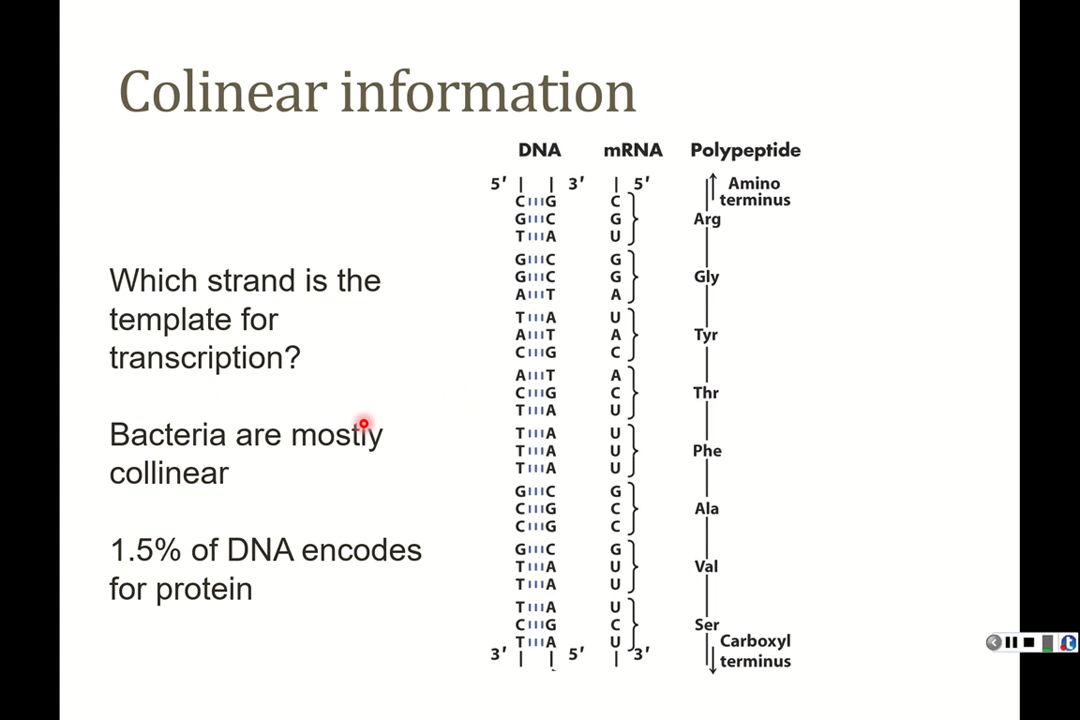 Colinear information
Which strand is the
template for
transcription?
Bacteria are mostly
collinear
1.5% of DNA encodes
for protein
DNA mRNA Polypeptide
5′ 3′ 5′ Amino
terminus
C G C
G C G Arg
T A U
G C G
G C G Gly
A T A
T A U
A T A Tyr
C G C
A T A
C G C Thr
T A U
T A U
T A U Phe
T A U
G C G
C G C Ala
C G C
G C G
T A U Val
T A U
T A U
C G C Ser
T A U Carboxyl
3′ 5′ 3′ terminus
t